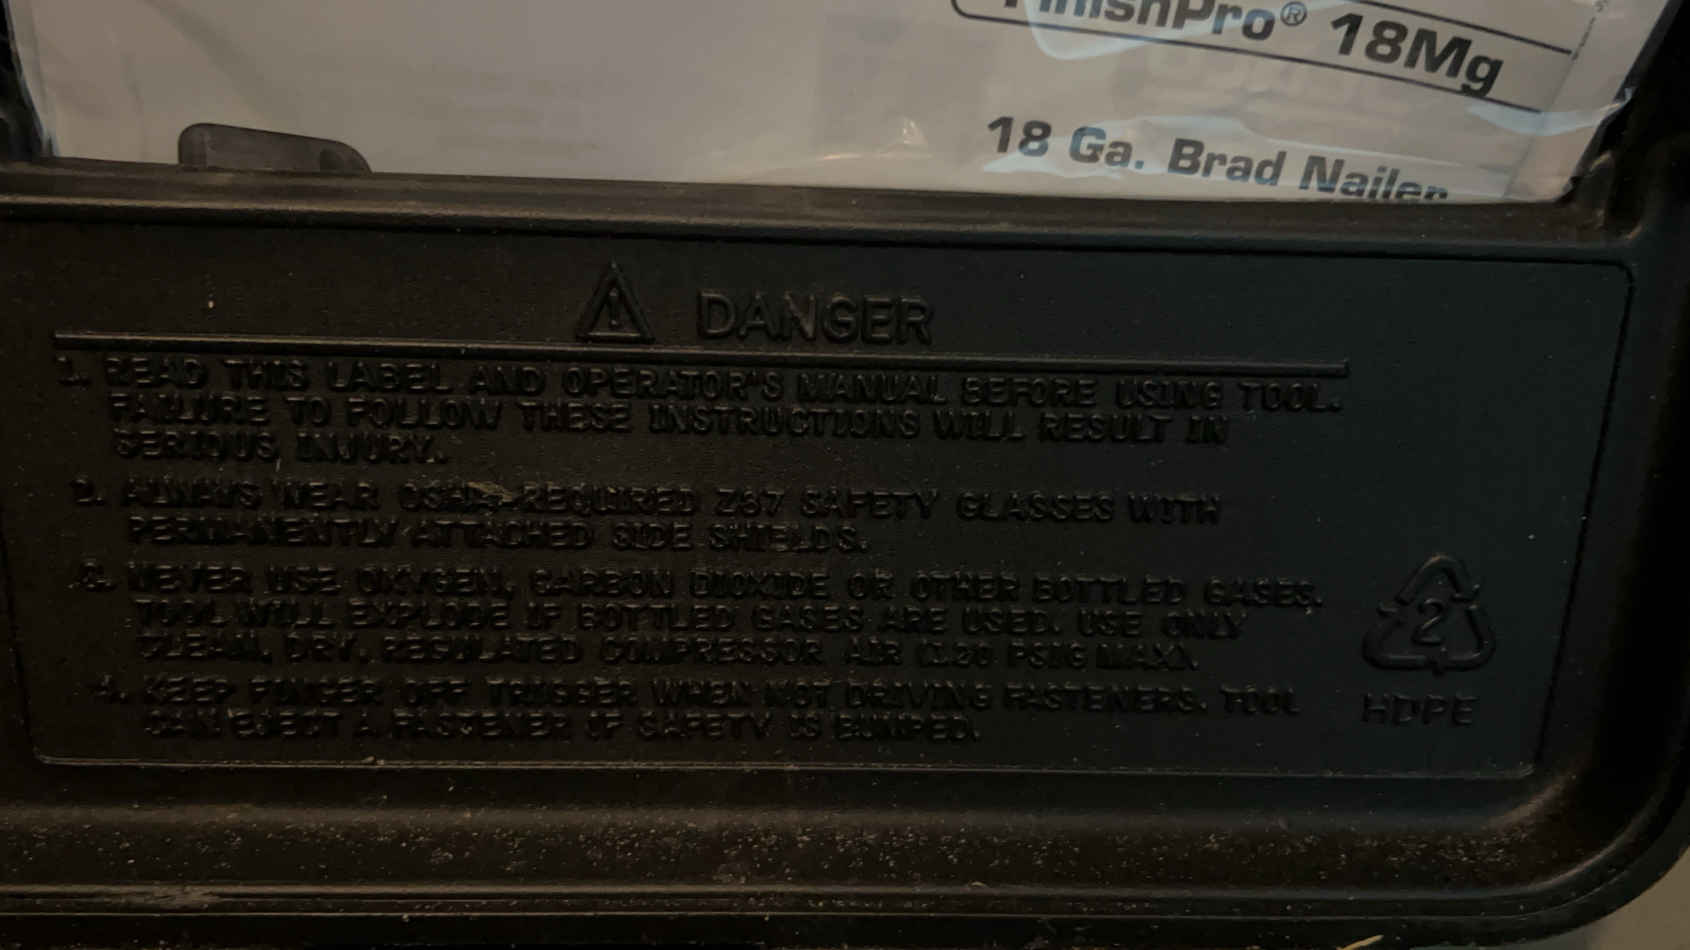 FinishPro® 18Mg
18 Ga. Brad Nailer
DANGER
1. READ THIS LABEL AND OPERATOR'S MANUAL BEFORE USING TOOL.
FAILURE TO FOLLOW THESE INSTRUCTIONS WILL RESULT IN
SERIOUS INJURY.
2. ALWAYS WEAR OSHA-REQUIRED Z87 SAFETY GLASSES WITH
PERMANENTLY ATTACHED SIDE SHIELDS.
3. NEVER USE OXYGEN, CARBON DIOXIDE OR OTHER BOTTLED GASES.
TOOL WILL EXPLODE IF BOTTLED GASES ARE USED. USE ONLY
CLEAN, DRY, REGULATED COMPRESSOR AIR (120 PSIG MAX).
4. KEEP FINGER OFF TRIGGER WHEN NOT DRIVING FASTENERS. TOOL
CAN EJECT A FASTENER IF SAFETY IS BUMPED.
2
HDPE